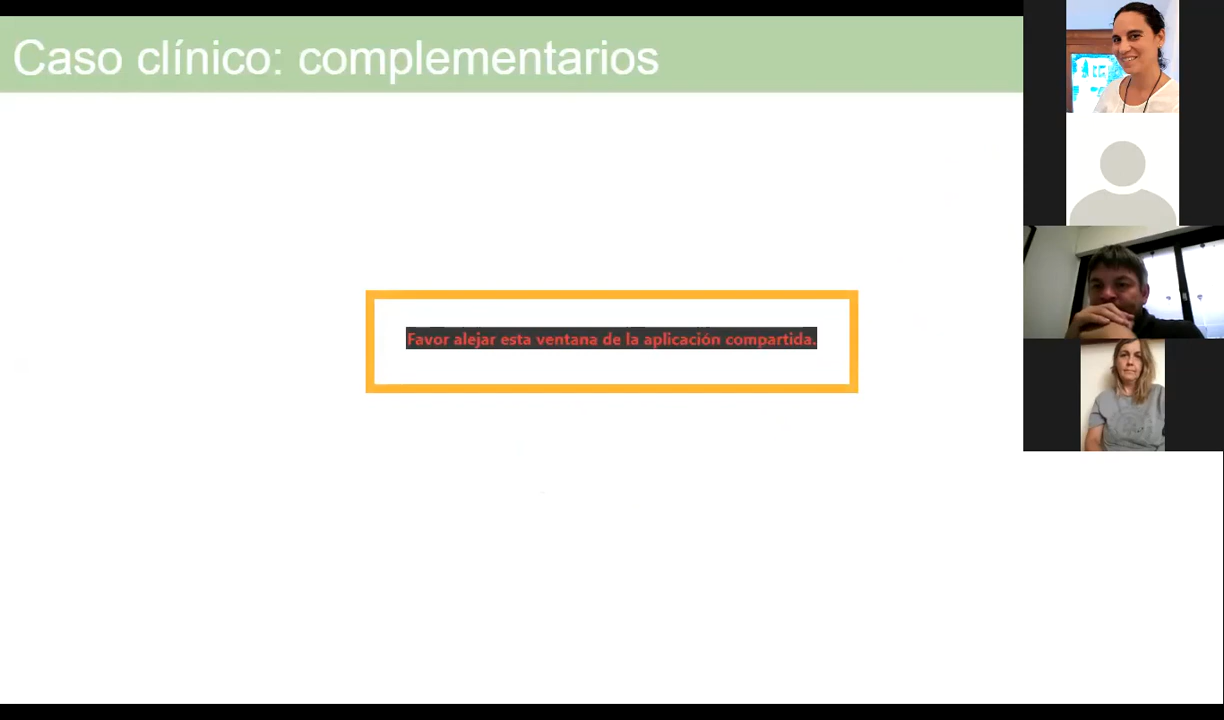 Caso clínico: complementarios
Favor alejar esta ventana de la aplicación compartida.